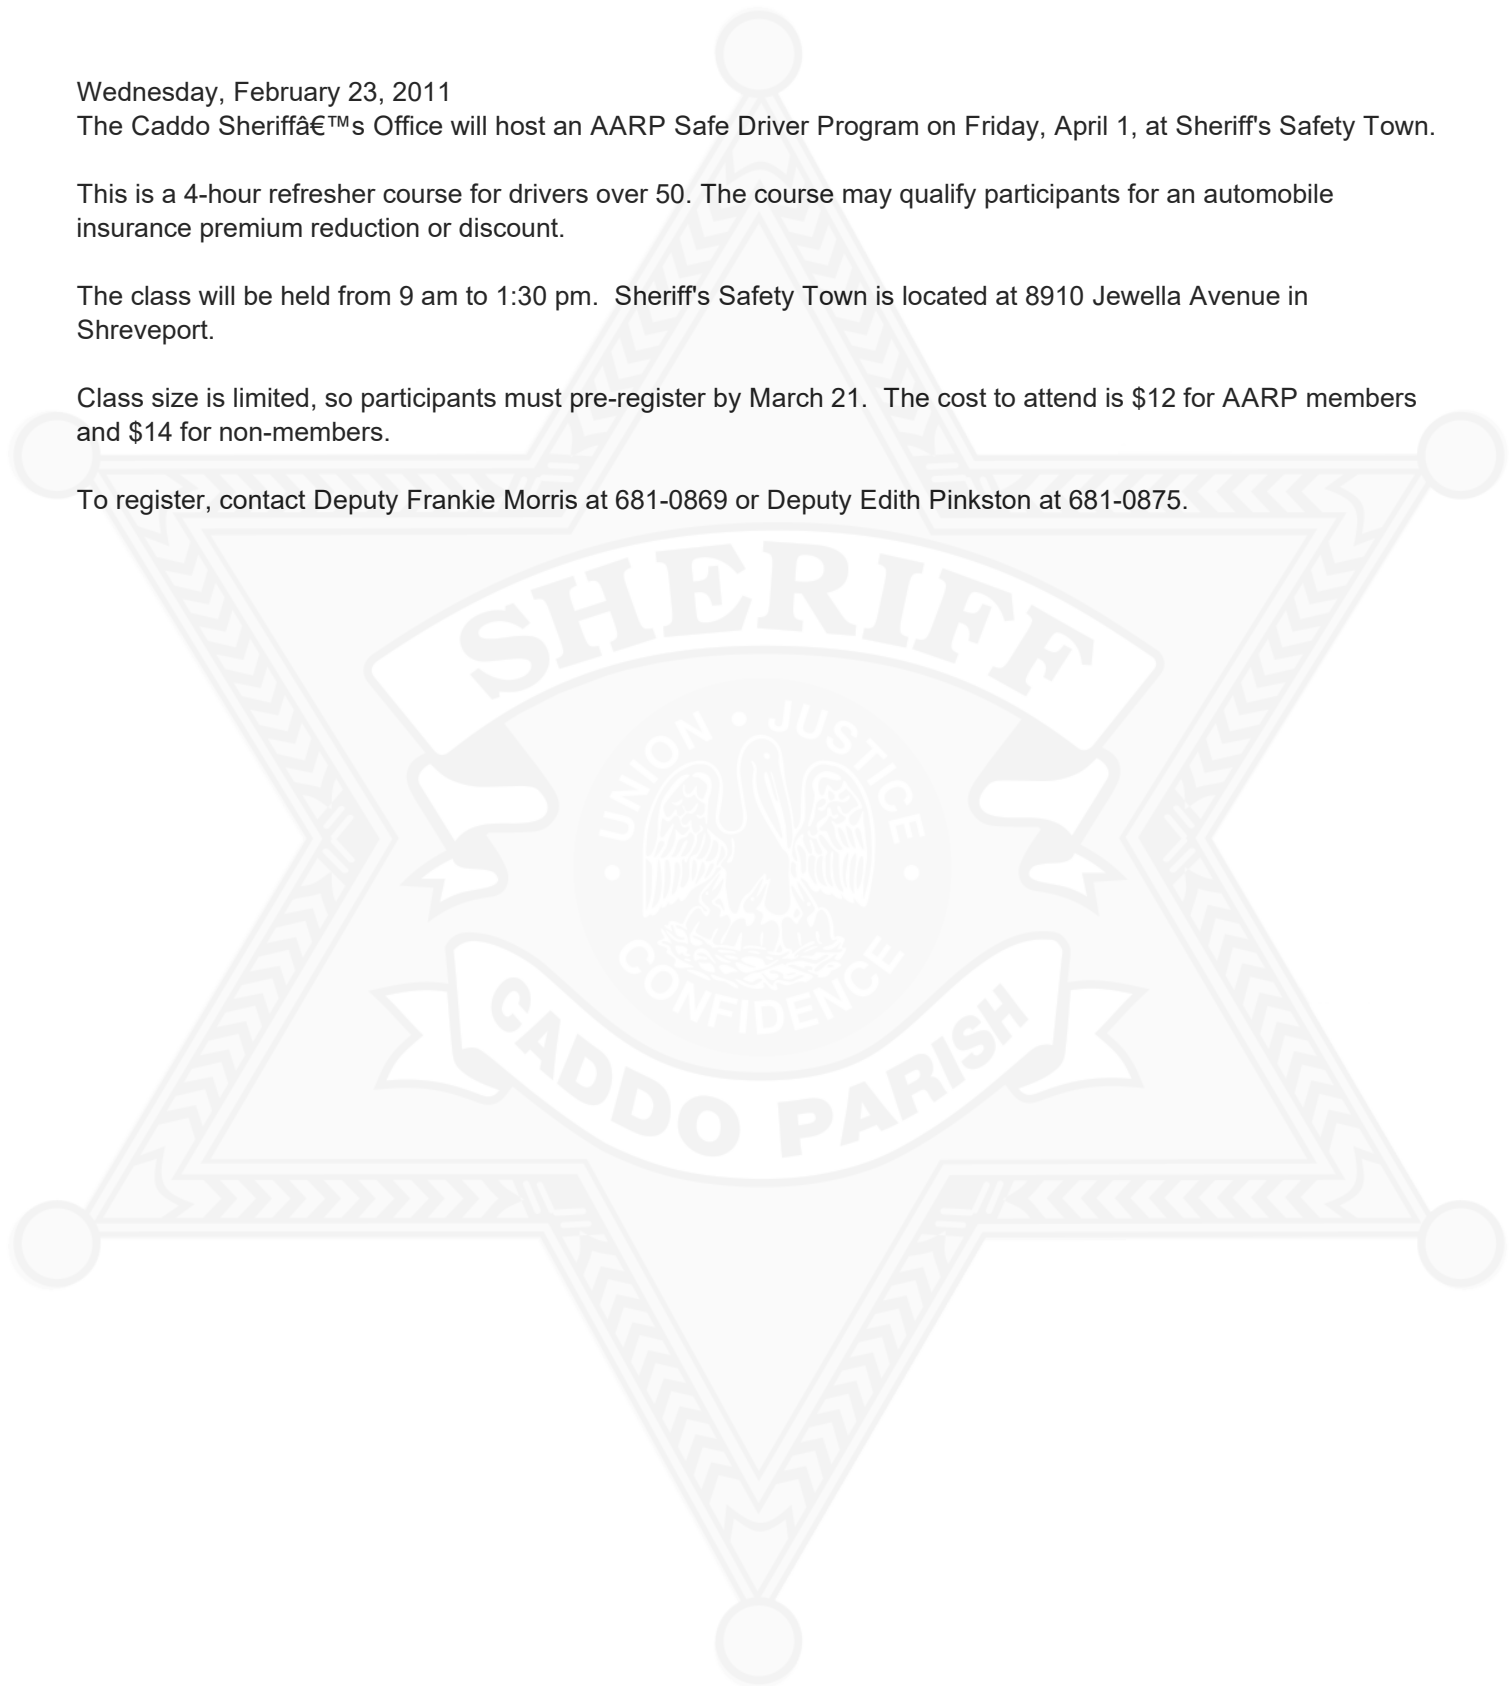 Wednesday, February 23, 2011
The Caddo Sheriffâ€™s Office will host an AARP Safe Driver Program on Friday, April 1, at Sheriff's Safety Town.
This is a 4-hour refresher course for drivers over 50. The course may qualify participants for an automobile
insurance premium reduction or discount.
The class will be held from 9 am to 1:30 pm.  Sheriff's Safety Town is located at 8910 Jewella Avenue in
Shreveport.
Class size is limited, so participants must pre-register by March 21.  The cost to attend is $12 for AARP members
and $14 for non-members.
To register, contact Deputy Frankie Morris at 681-0869 or Deputy Edith Pinkston at 681-0875.
SHERIFF
UNION • JUSTICE
• CONFIDENCE •
CADDO PARISH